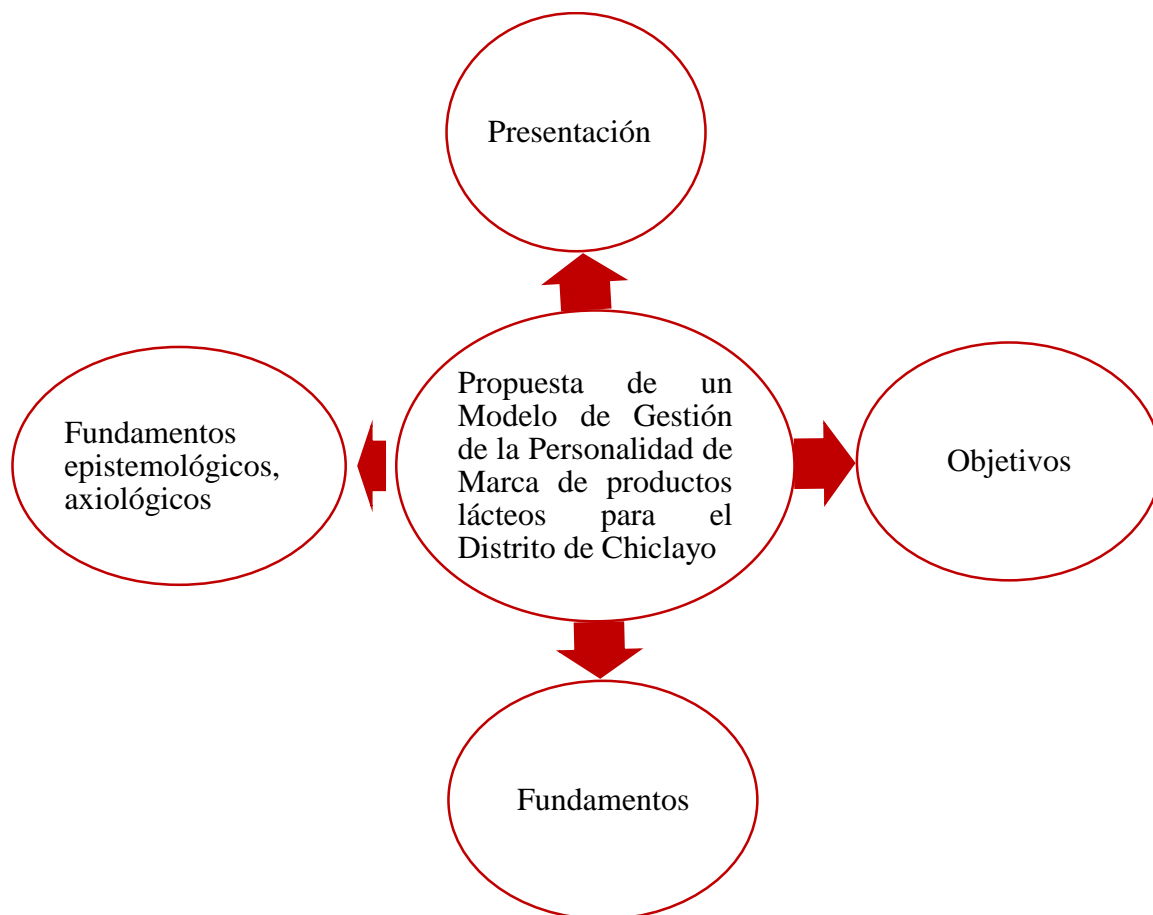 Presentación
Propuesta de un
Modelo de Gestión
de la Personalidad de
Marca de productos
lácteos para el
Distrito de Chiclayo
Fundamentos
epistemológicos,
axiológicos
Objetivos
Fundamentos